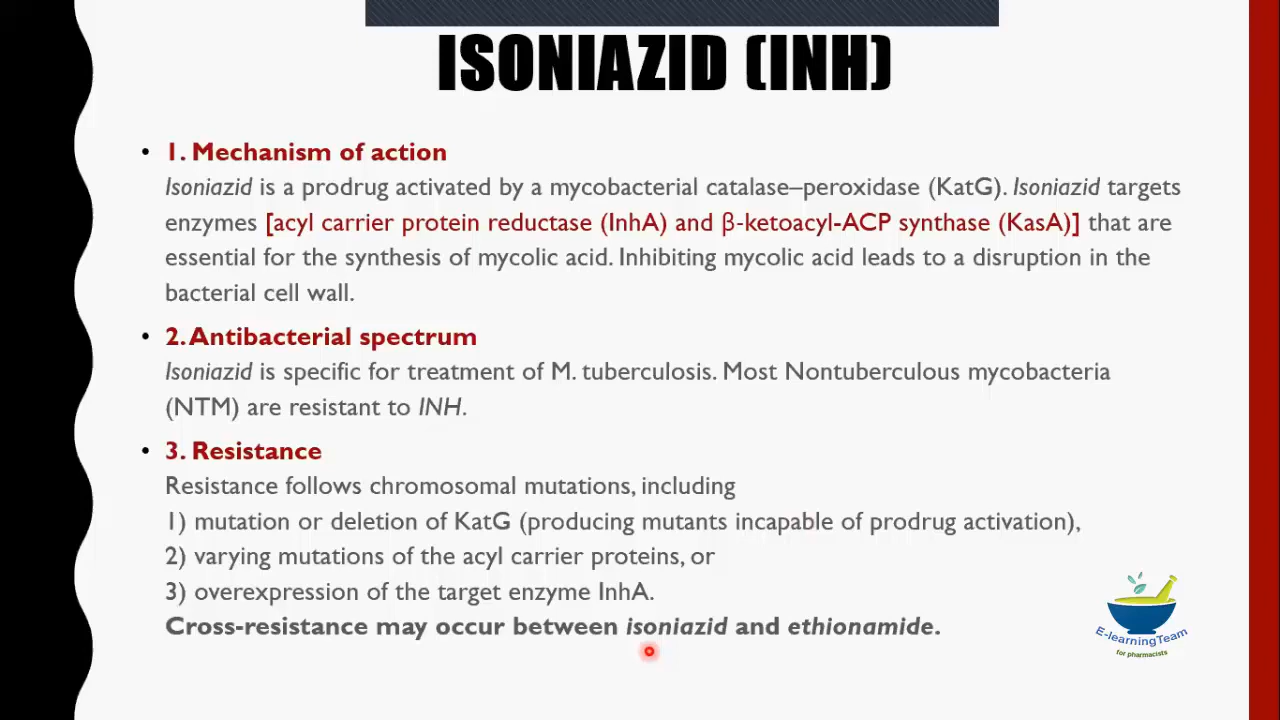 ISONIAZID (INH)
• 1. Mechanism of action
Isoniazid is a prodrug activated by a mycobacterial catalase–peroxidase (KatG). Isoniazid targets
enzymes [acyl carrier protein reductase (InhA) and β-ketoacyl-ACP synthase (KasA)] that are
essential for the synthesis of mycolic acid. Inhibiting mycolic acid leads to a disruption in the
bacterial cell wall.
• 2. Antibacterial spectrum
Isoniazid is specific for treatment of M. tuberculosis. Most Nontuberculous mycobacteria
(NTM) are resistant to INH.
• 3. Resistance
Resistance follows chromosomal mutations, including
1) mutation or deletion of KatG (producing mutants incapable of prodrug activation),
2) varying mutations of the acyl carrier proteins, or
3) overexpression of the target enzyme InhA.
Cross-resistance may occur between isoniazid and ethionamide.
E-learningTeam
for pharmacists